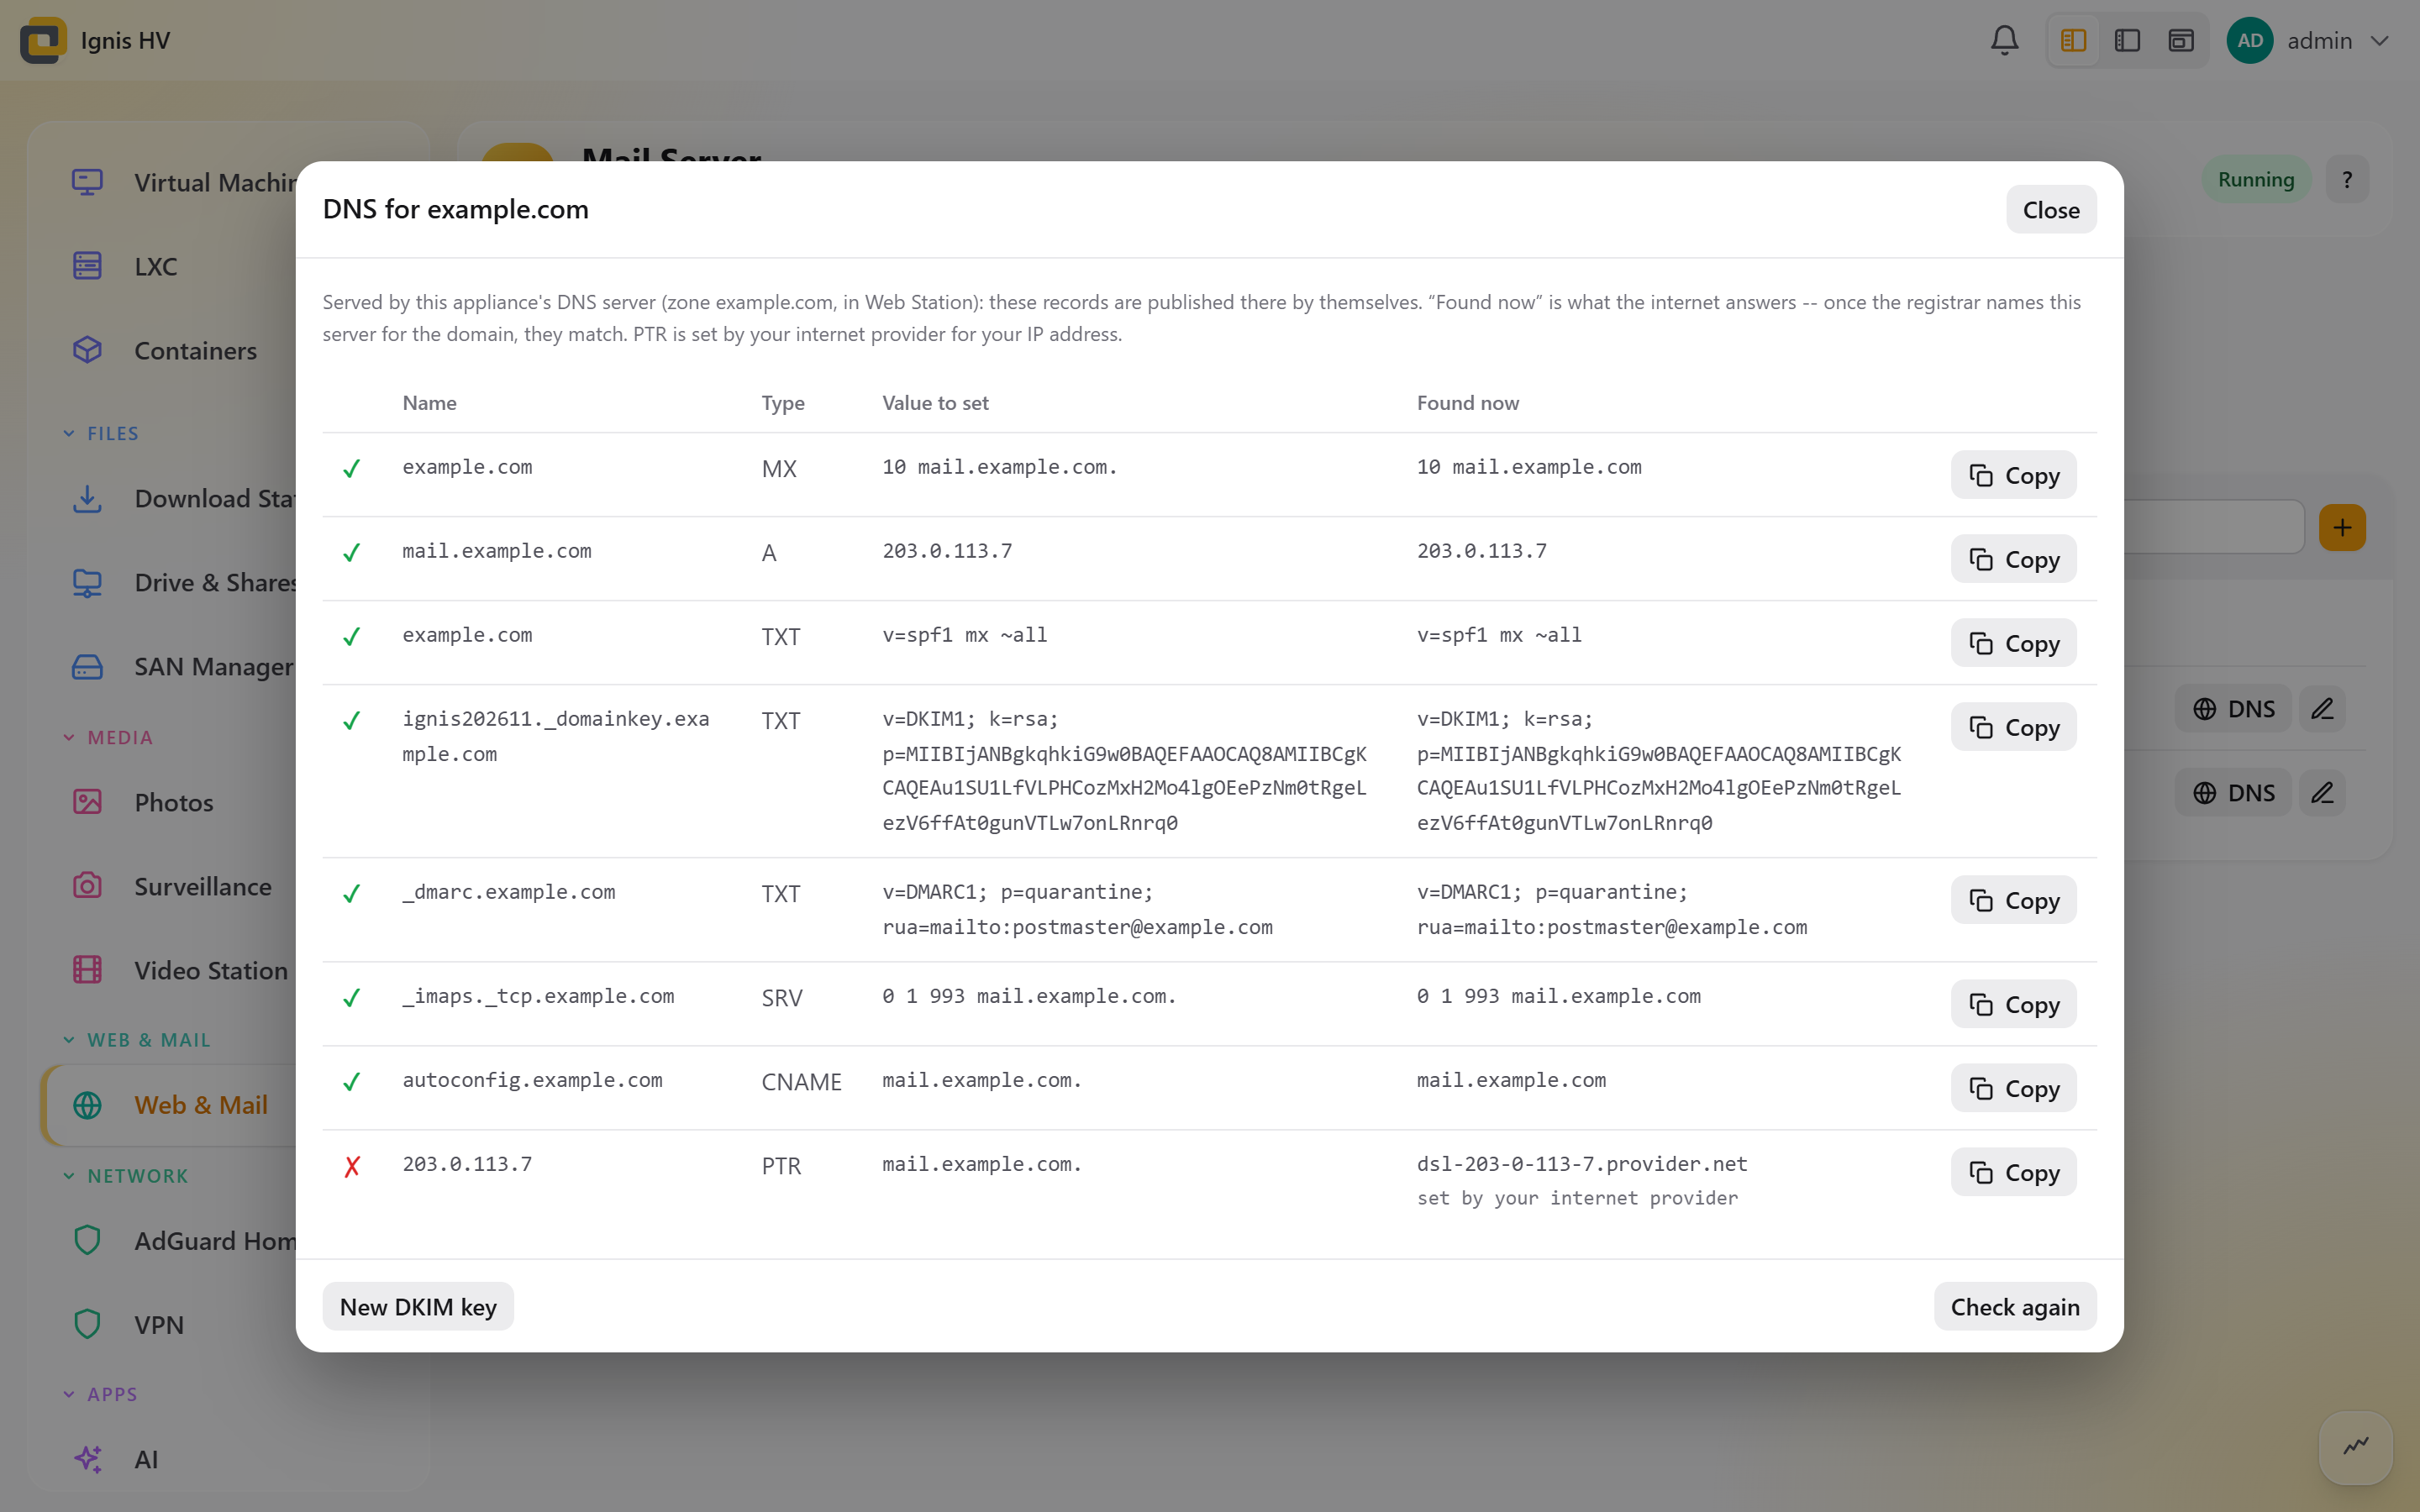 Ignis HV
AD admin
Mail Server
Running ?
Virtual Machin
LXC
Containers
FILES
Download Stat
Drive & Shares
SAN Manager
MEDIA
Photos
Surveillance
Video Station
WEB & MAIL
Web & Mail
NETWORK
AdGuard Hom
VPN
APPS
AI
DNS
DNS
DNS for example.com
Close
Served by this appliance's DNS server (zone example.com, in Web Station): these records are published there by themselves. “Found now” is what the internet answers -- once the registrar names this
server for the domain, they match. PTR is set by your internet provider for your IP address.
Name Type Value to set Found now
✓ example.com MX 10 mail.example.com. 10 mail.example.com Copy
✓ mail.example.com A 203.0.113.7 203.0.113.7 Copy
✓ example.com TXT v=spf1 mx ~all v=spf1 mx ~all Copy
✓ ignis202611._domainkey.exa TXT v=DKIM1; k=rsa; v=DKIM1; k=rsa; Copy
mple.com p=MIIBIjANBgkqhkiG9w0BAQEFAAOCAQ8AMIIBCgK p=MIIBIjANBgkqhkiG9w0BAQEFAAOCAQ8AMIIBCgK
CAQEAu1SU1LfVLPHCozMxH2Mo4lgOEePzNm0tRgeL CAQEAu1SU1LfVLPHCozMxH2Mo4lgOEePzNm0tRgeL
ezV6ffAt0gunVTLw7onLRnrq0 ezV6ffAt0gunVTLw7onLRnrq0
✓ _dmarc.example.com TXT v=DMARC1; p=quarantine; v=DMARC1; p=quarantine; Copy
rua=mailto:postmaster@example.com rua=mailto:postmaster@example.com
✓ _imaps._tcp.example.com SRV 0 1 993 mail.example.com. 0 1 993 mail.example.com Copy
✓ autoconfig.example.com CNAME mail.example.com. mail.example.com Copy
✗ 203.0.113.7 PTR mail.example.com. dsl-203-0-113-7.provider.net Copy
set by your internet provider
New DKIM key Check again